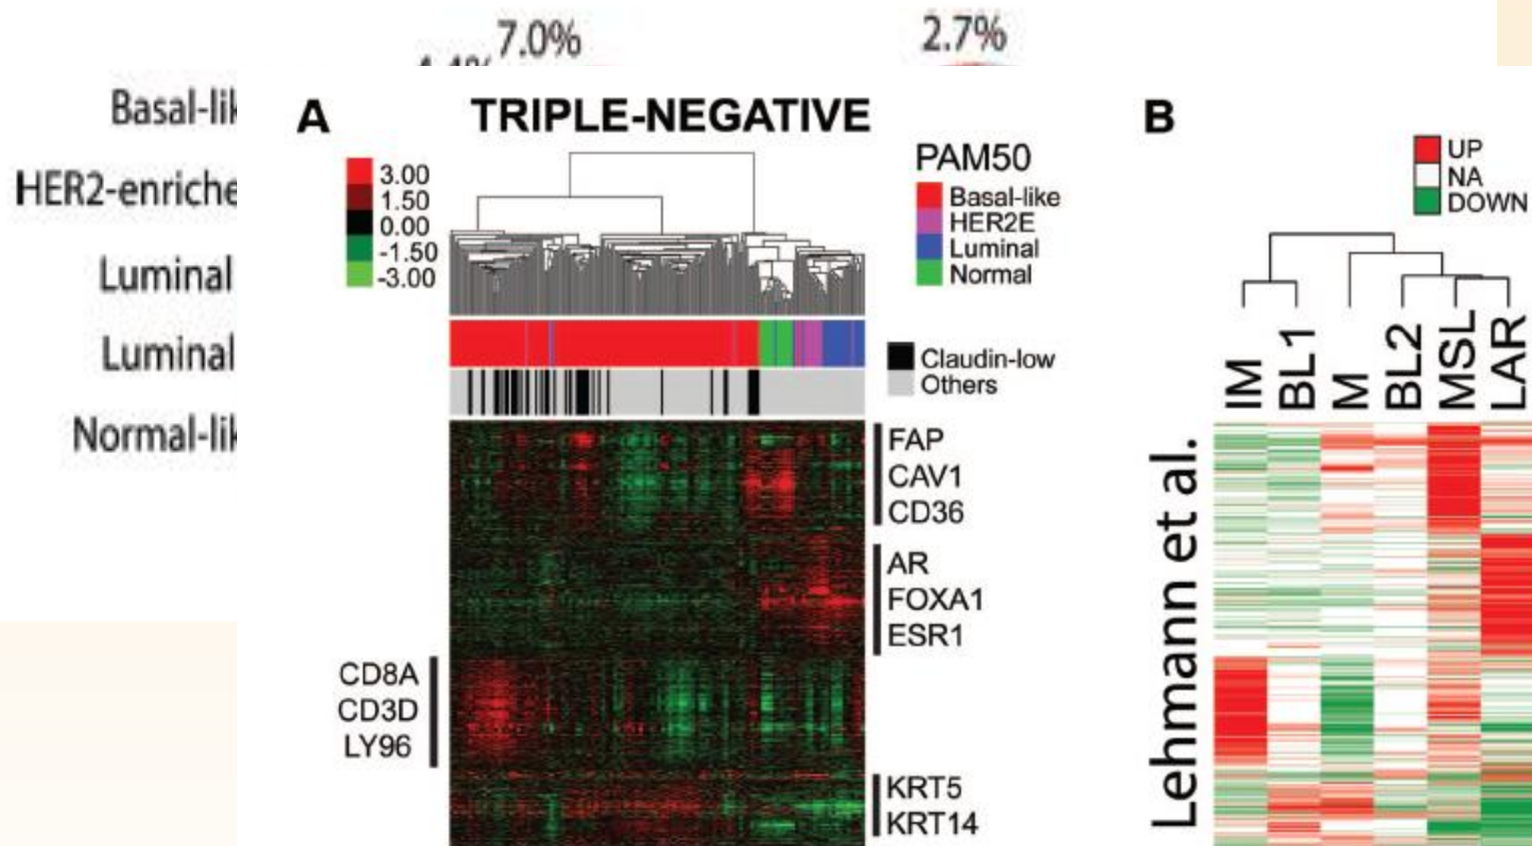 7.0%
2.7%
Basal-lik
HER2-enriche
Luminal
Luminal
Normal-lik
A
TRIPLE-NEGATIVE
3.00
1.50
0.00
-1.50
-3.00
PAM50
Basal-like
HER2E
Luminal
Normal
Claudin-low
Others
FAP
CAV1
CD36
AR
FOXA1
ESR1
CD8A
CD3D
LY96
KRT5
KRT14
B
UP
NA
DOWN
IM
BL1
M
BL2
MSL
LAR
Lehmann et al.